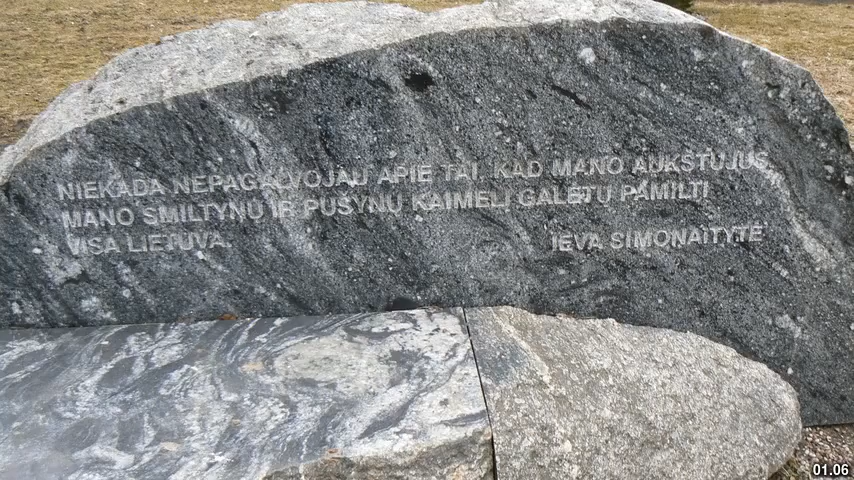 NIEKADA NEPAGALVOJAU APIE TAI, KAD MANO AUKŠTUJUS
MANO SMILTYNŲ IR PUŠYNŲ KAIMELĮ GALĖTŲ PAMILTI
VISA LIETUVA. IEVA SIMONAITYTĖ
01.06